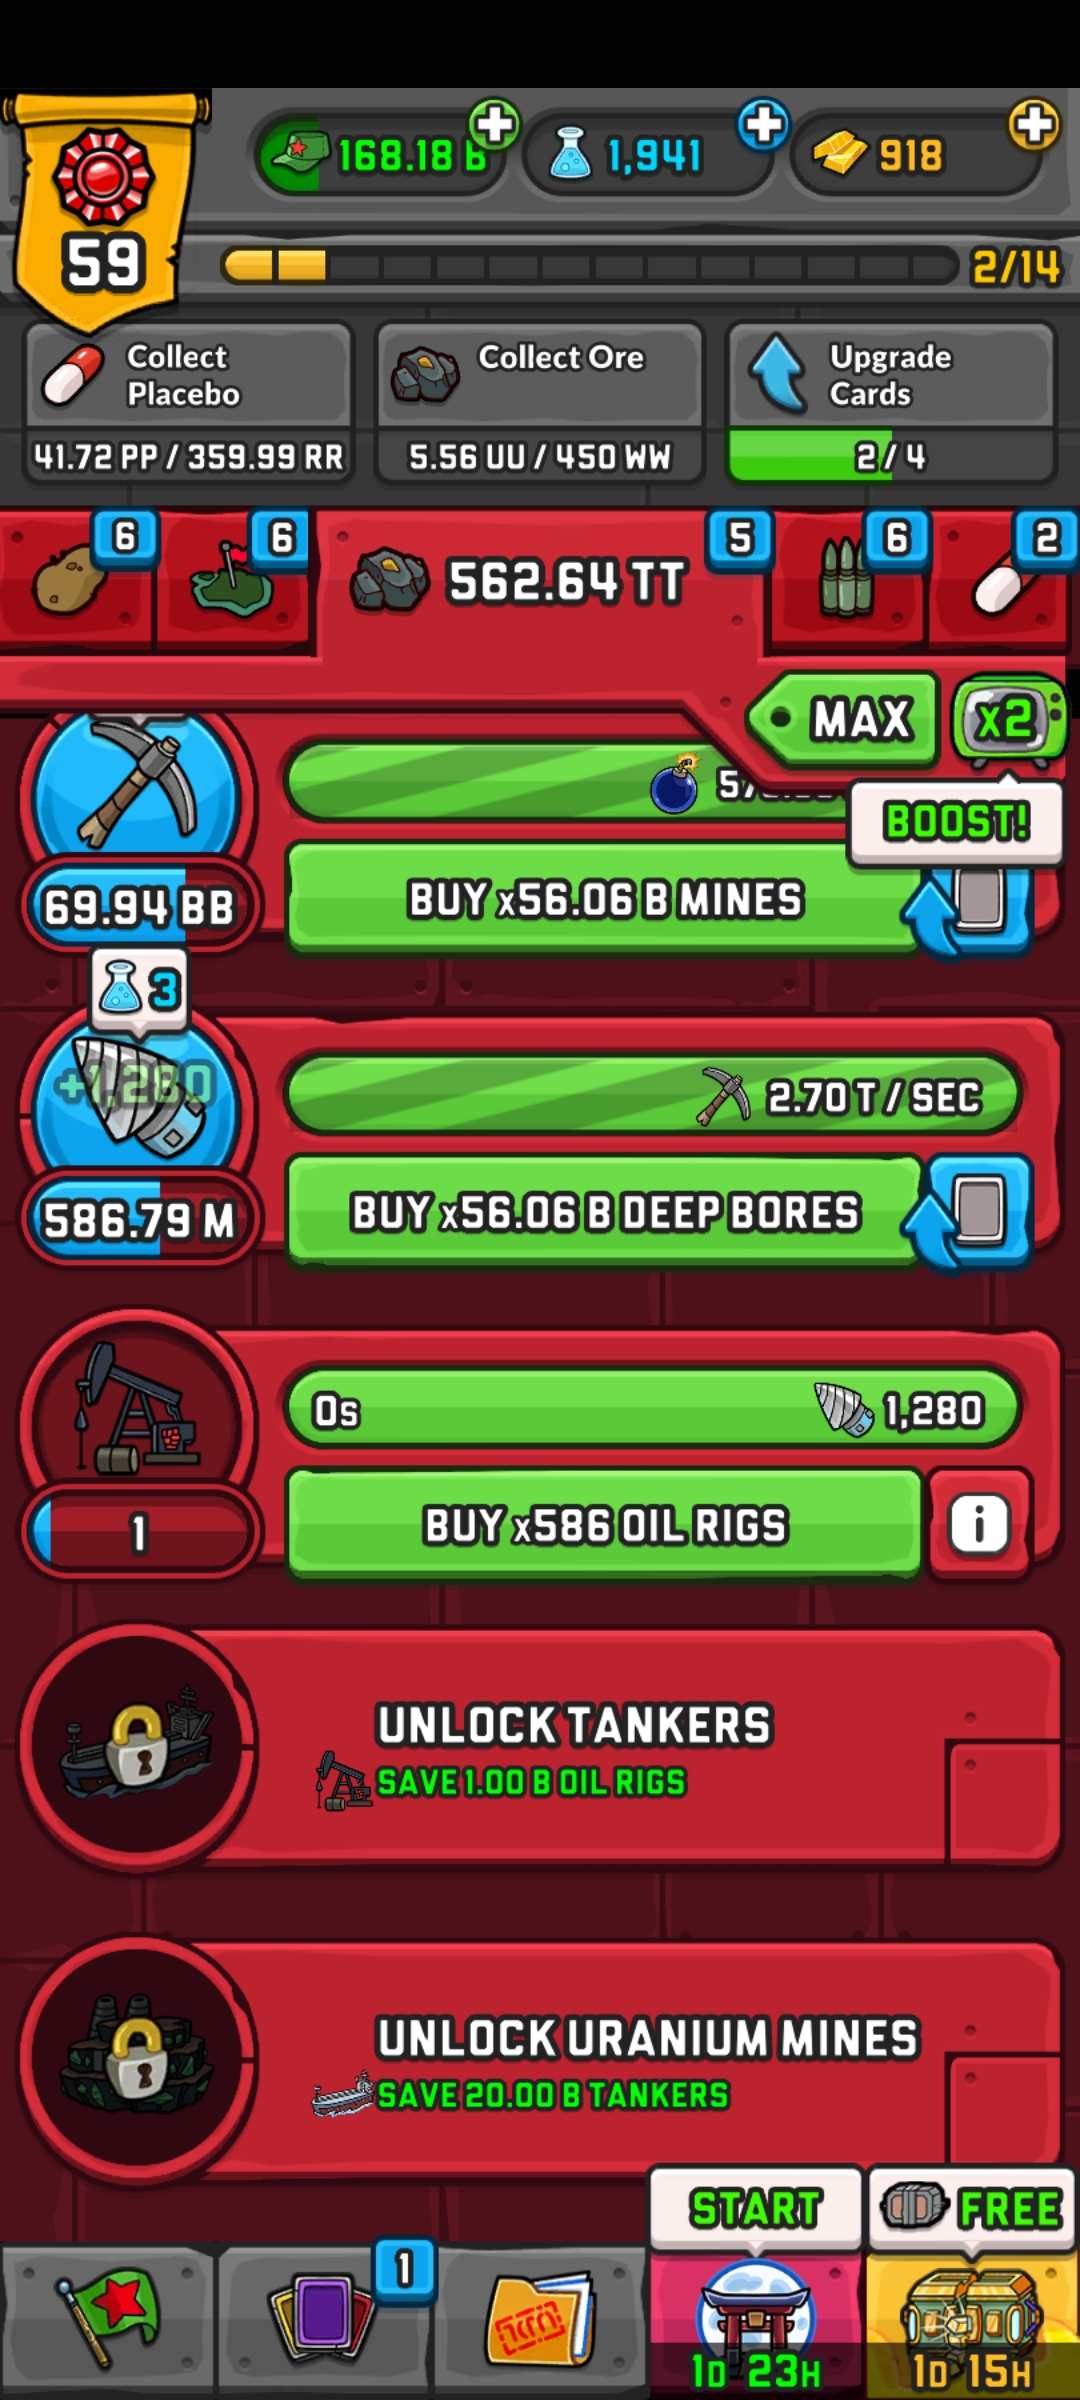 168.18 B
1,941
918
59
2/14
Collect
Placebo
41.72 PP / 359.99 RR
Collect Ore
5.56 UU / 450 WW
Upgrade
Cards
2 / 4
6
6
562.64 TT
5
6
2
MAX
x2
BOOST!
69.94 BB
BUY x56.06 B MINES
3
+1,280
2.70 T / SEC
586.79 M
BUY x56.06 B DEEP BORES
0s
1,280
1
BUY x586 OIL RIGS
i
UNLOCK TANKERS
SAVE 1.00 B OIL RIGS
UNLOCK URANIUM MINES
SAVE 20.00 B TANKERS
START
FREE
1
1D 23H
1D 15H